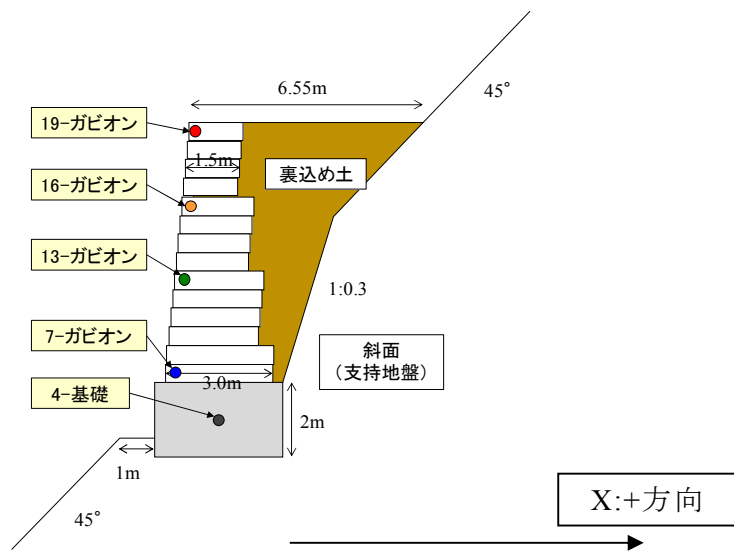 6.55m
45°
19-ガビオン
1.5m
裏込め土
16-ガビオン
13-ガビオン
1:0.3
7-ガビオン
斜面
(支持地盤)
3.0m
4-基礎
2m
1m
X:+方向
45°